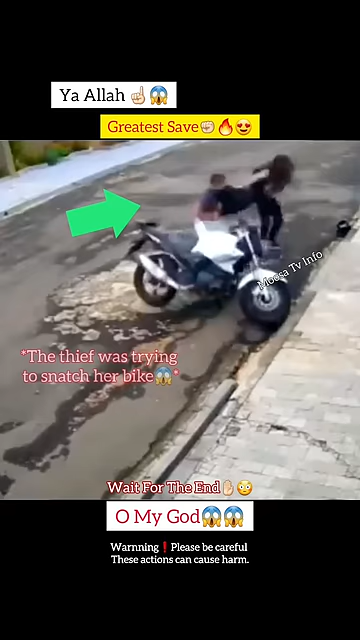 Ya Allah ☝🏻😱
Greatest Save✊🏻🔥😍
Moosa Tv Info
*The thief was trying
to snatch her bike😱*
Wait For The End✋🏻😳
O My God😱😱
Warnning❗Please be careful
These actions can cause harm.